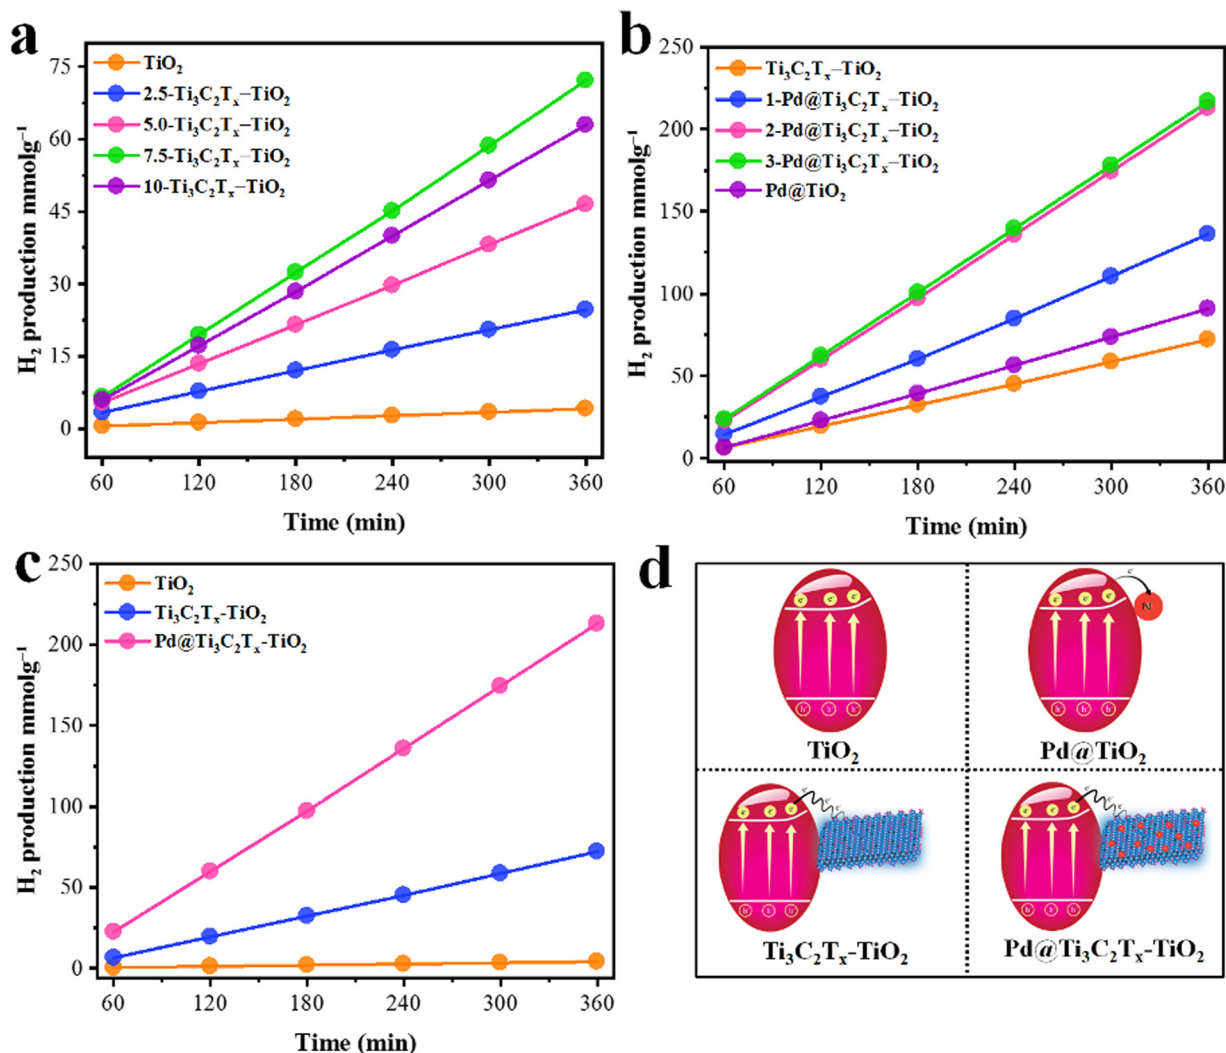 a
H₂ production mmolg⁻¹
75
60
45
30
15
0
TiO₂
2.5-Ti₃C₂Tₓ–TiO₂
5.0-Ti₃C₂Tₓ–TiO₂
7.5-Ti₃C₂Tₓ–TiO₂
10-Ti₃C₂Tₓ–TiO₂
60 120 180 240 300 360
Time (min)
b
H₂ production mmolg⁻¹
250
200
150
100
50
0
Ti₃C₂Tₓ–TiO₂
1-Pd@Ti₃C₂Tₓ–TiO₂
2-Pd@Ti₃C₂Tₓ–TiO₂
3-Pd@Ti₃C₂Tₓ–TiO₂
Pd@TiO₂
60 120 180 240 300 360
Time (min)
c
H₂ production mmolg⁻¹
250
200
150
100
50
0
TiO₂
Ti₃C₂Tₓ-TiO₂
Pd@Ti₃C₂Tₓ-TiO₂
60 120 180 240 300 360
Time (min)
d
e⁻ e⁻ e⁻
h⁺ h⁺ h⁺
TiO₂
e⁻
e⁻ e⁻ e⁻
Pd
h⁺ h⁺ h⁺
Pd@TiO₂
e⁻ e⁻
e⁻ e⁻ e⁻
h⁺ h⁺ h⁺
Ti₃C₂Tₓ-TiO₂
e⁻ e⁻
e⁻ e⁻ e⁻
h⁺ h⁺ h⁺
Pd@Ti₃C₂Tₓ-TiO₂